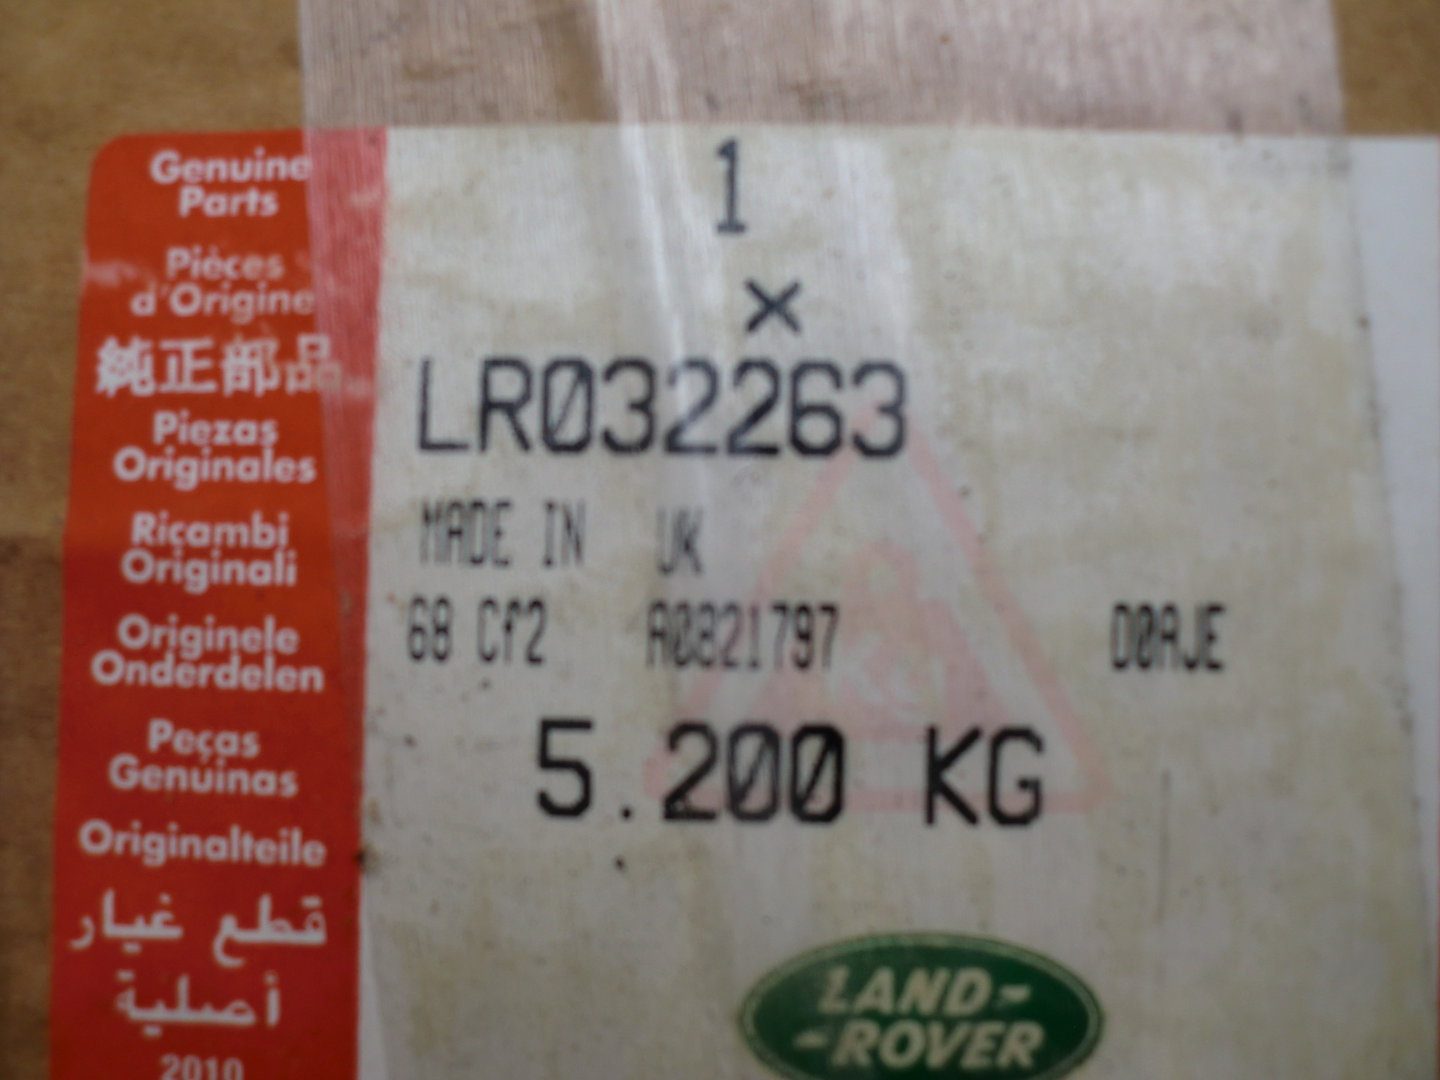 Genuine
Parts
Pièces
d'Origine
純正部品
Piezas
Originales
Ricambi
Originali
Originele
Onderdelen
Peças
Genuinas
Originalteile
قطع غيار
أصلية
2010
1
×
LR032263
MADE IN UK
68 Cf2 A0821797 D0AJE
5.200 KG
LAND-
-ROVER